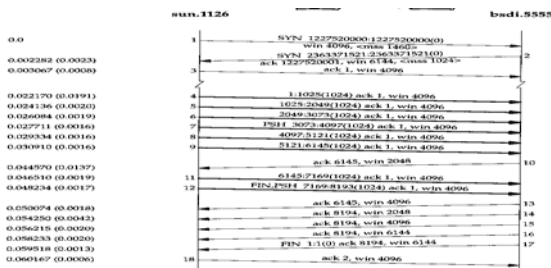 sun.1126 bsdi.5555
0.0 1 SYN 1227520000:1227520000(0)
win 4096, <mss 1460>
SYN 2363371521:2363371521(0) 2
0.002282 (0.0023) ack 1227520001, win 6144, <mss 1024>
0.003067 (0.0008) 3 ack 1, win 4096
0.022170 (0.0191) 4 1:1025(1024) ack 1, win 4096
0.024136 (0.0020) 5 1025:2049(1024) ack 1, win 4096
0.026084 (0.0019) 6 2049:3073(1024) ack 1, win 4096
0.027711 (0.0016) 7 PSH 3073:4097(1024) ack 1, win 4096
0.029334 (0.0016) 8 4097:5121(1024) ack 1, win 4096
0.030910 (0.0016) 9 5121:6145(1024) ack 1, win 4096
0.044570 (0.0137) ack 6145, win 2048 10
0.046510 (0.0019) 11 6145:7169(1024) ack 1, win 4096
0.048234 (0.0017) 12 FIN,PSH 7169:8193(1024) ack 1, win 4096
0.050074 (0.0018) ack 6145, win 4096 13
0.054250 (0.0042) ack 8194, win 2048 14
0.056215 (0.0020) ack 8194, win 4096 15
0.058233 (0.0020) ack 8194, win 6144 16
0.059518 (0.0013) FIN 1:1(0) ack 8194, win 6144 17
0.060167 (0.0006) 18 ack 2, win 4096